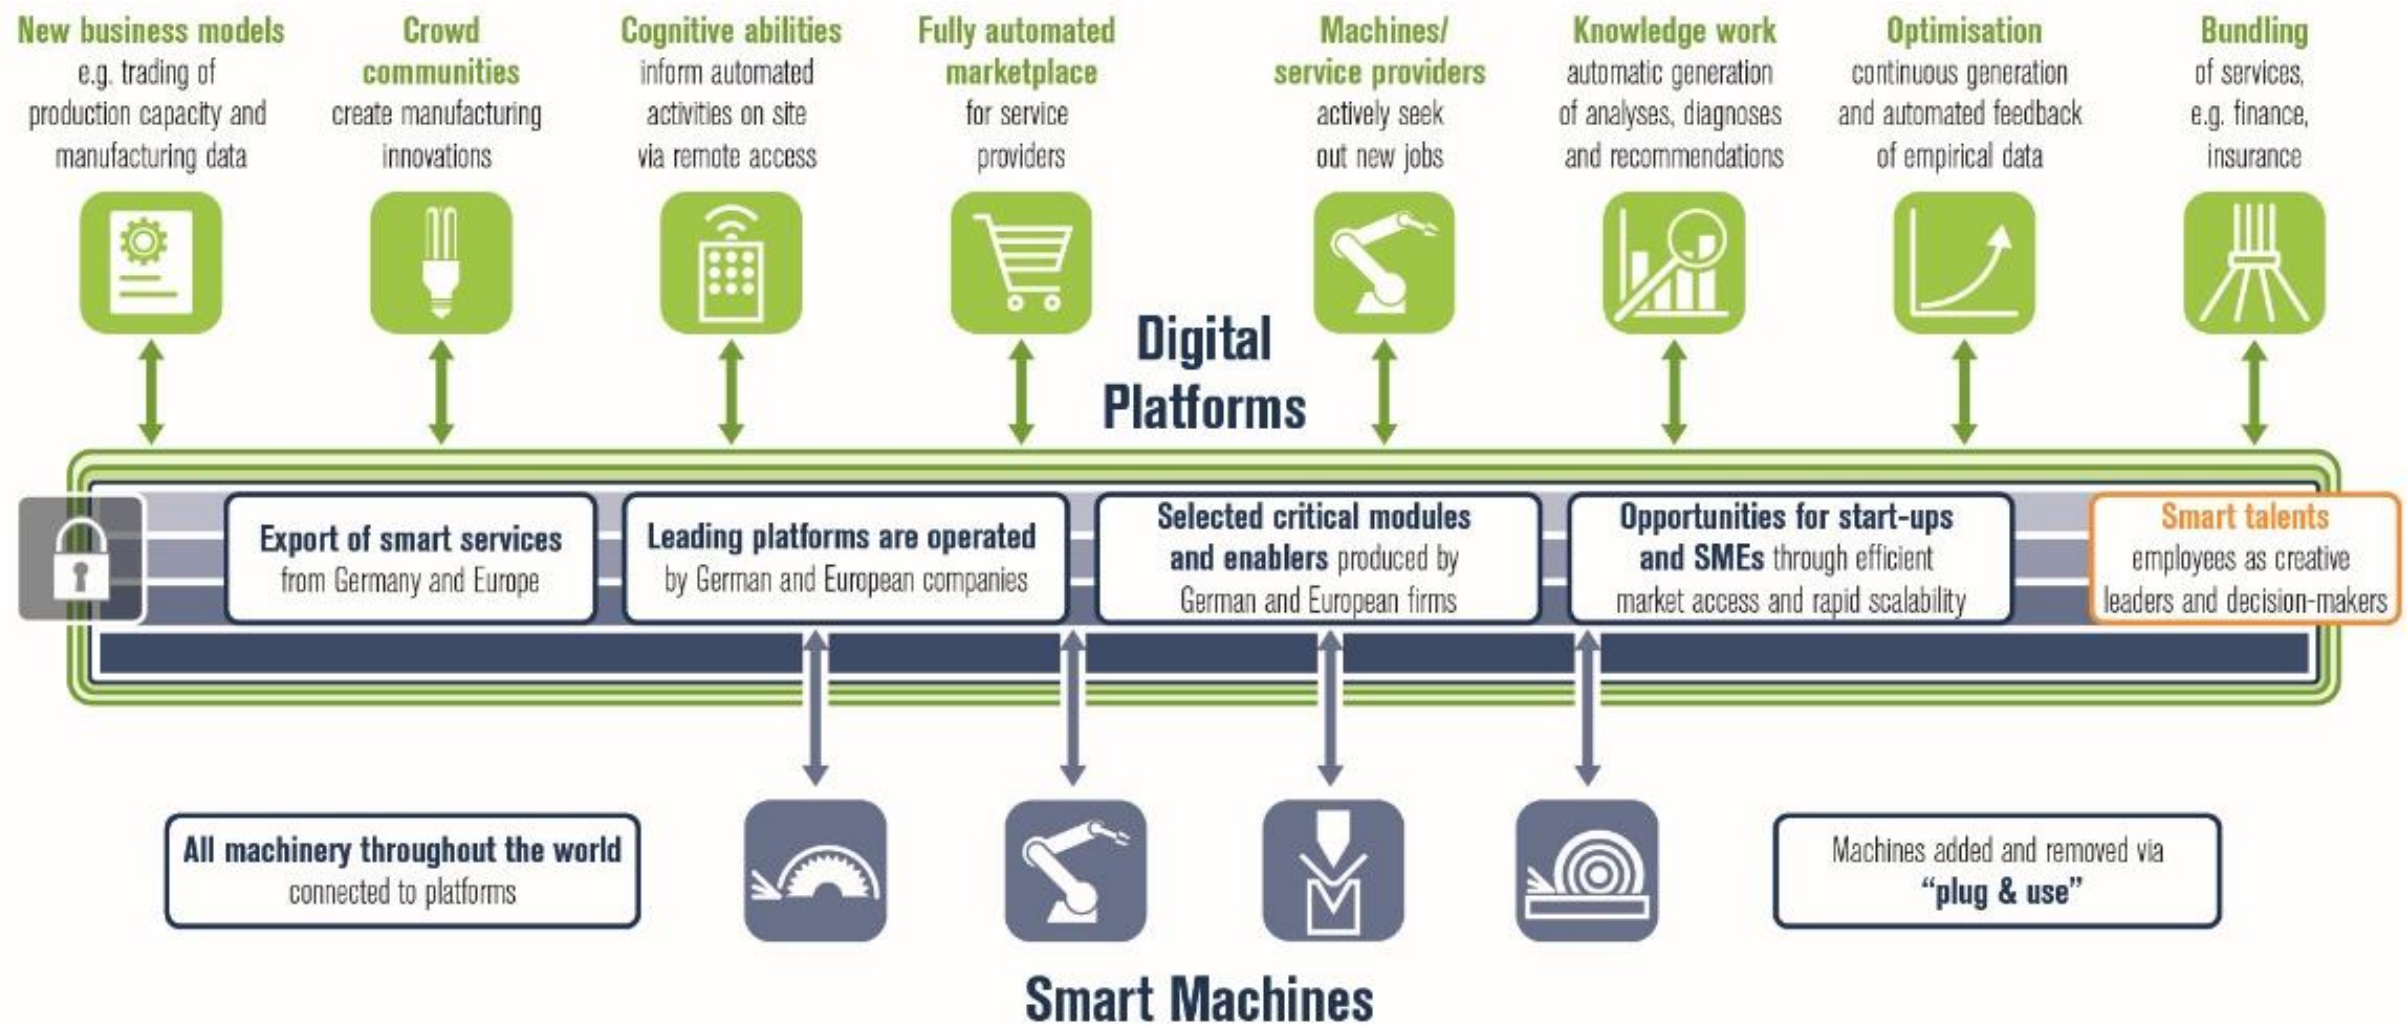 New business models
e.g. trading of
production capacity and
manufacturing data
Crowd
communities
create manufacturing
innovations
Cognitive abilities
inform automated
activities on site
via remote access
Fully automated
marketplace
for service
providers
Machines/
service providers
actively seek
out new jobs
Knowledge work
automatic generation
of analyses, diagnoses
and recommendations
Optimisation
continuous generation
and automated feedback
of empirical data
Bundling
of services,
e.g. finance,
insurance
Digital
Platforms
Export of smart services
from Germany and Europe
Leading platforms are operated
by German and European companies
Selected critical modules
and enablers produced by
German and European firms
Opportunities for start-ups
and SMEs through efficient
market access and rapid scalability
Smart talents
employees as creative
leaders and decision-makers
All machinery throughout the world
connected to platforms
Machines added and removed via
“plug & use”
Smart Machines